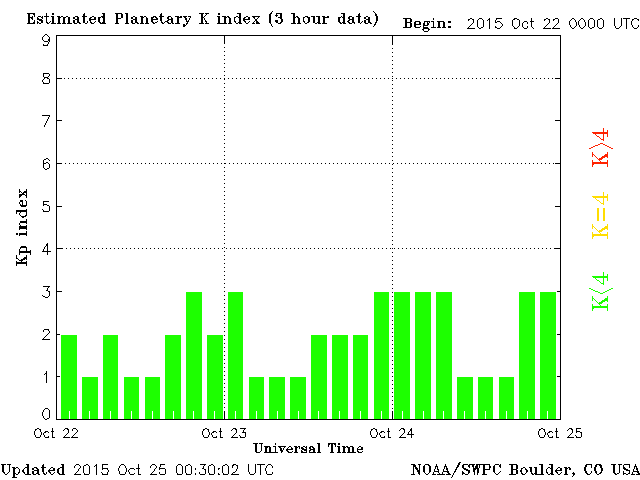 Estimated Planetary K index (3 hour data) Begin: 2015 Oct 22 0000 UTC
9
8
7
6
5
4
3
2
1
0
Kp index
K>4
K=4
K<4
Oct 22 Oct 23 Oct 24 Oct 25
Universal Time
Updated 2015 Oct 25 00:30:02 UTC NOAA/SWPC Boulder, CO USA